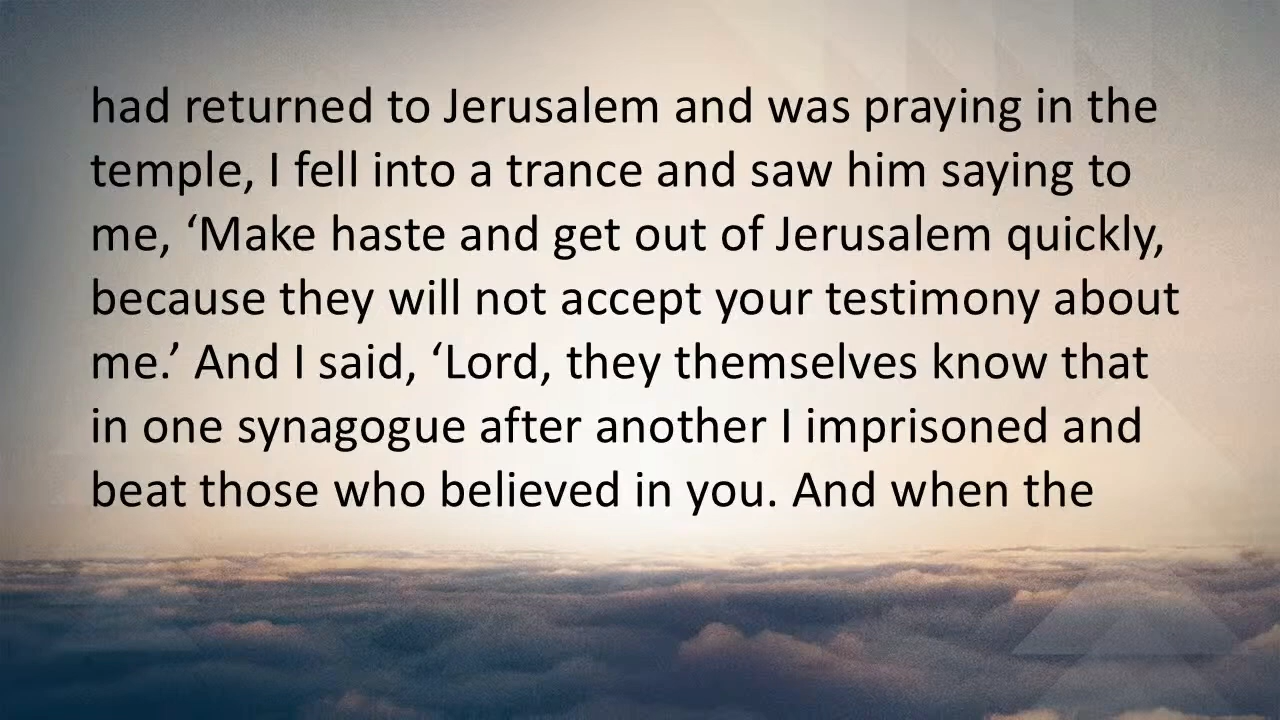 had returned to Jerusalem and was praying in the
temple, I fell into a trance and saw him saying to
me, ‘Make haste and get out of Jerusalem quickly,
because they will not accept your testimony about
me.’ And I said, ‘Lord, they themselves know that
in one synagogue after another I imprisoned and
beat those who believed in you. And when the